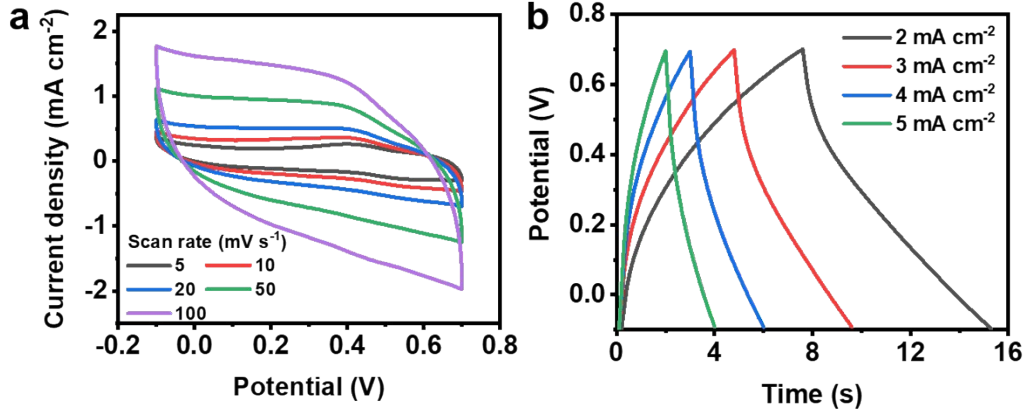 a
Current density (mA cm⁻²)
2
1
0
-1
-2
Scan rate (mV s⁻¹)
5
10
20
50
100
-0.2
0.0
0.2
0.4
0.6
0.8
Potential (V)
b
Potential (V)
0.8
0.6
0.4
0.2
0.0
2 mA cm⁻²
3 mA cm⁻²
4 mA cm⁻²
5 mA cm⁻²
0
4
8
12
16
Time (s)